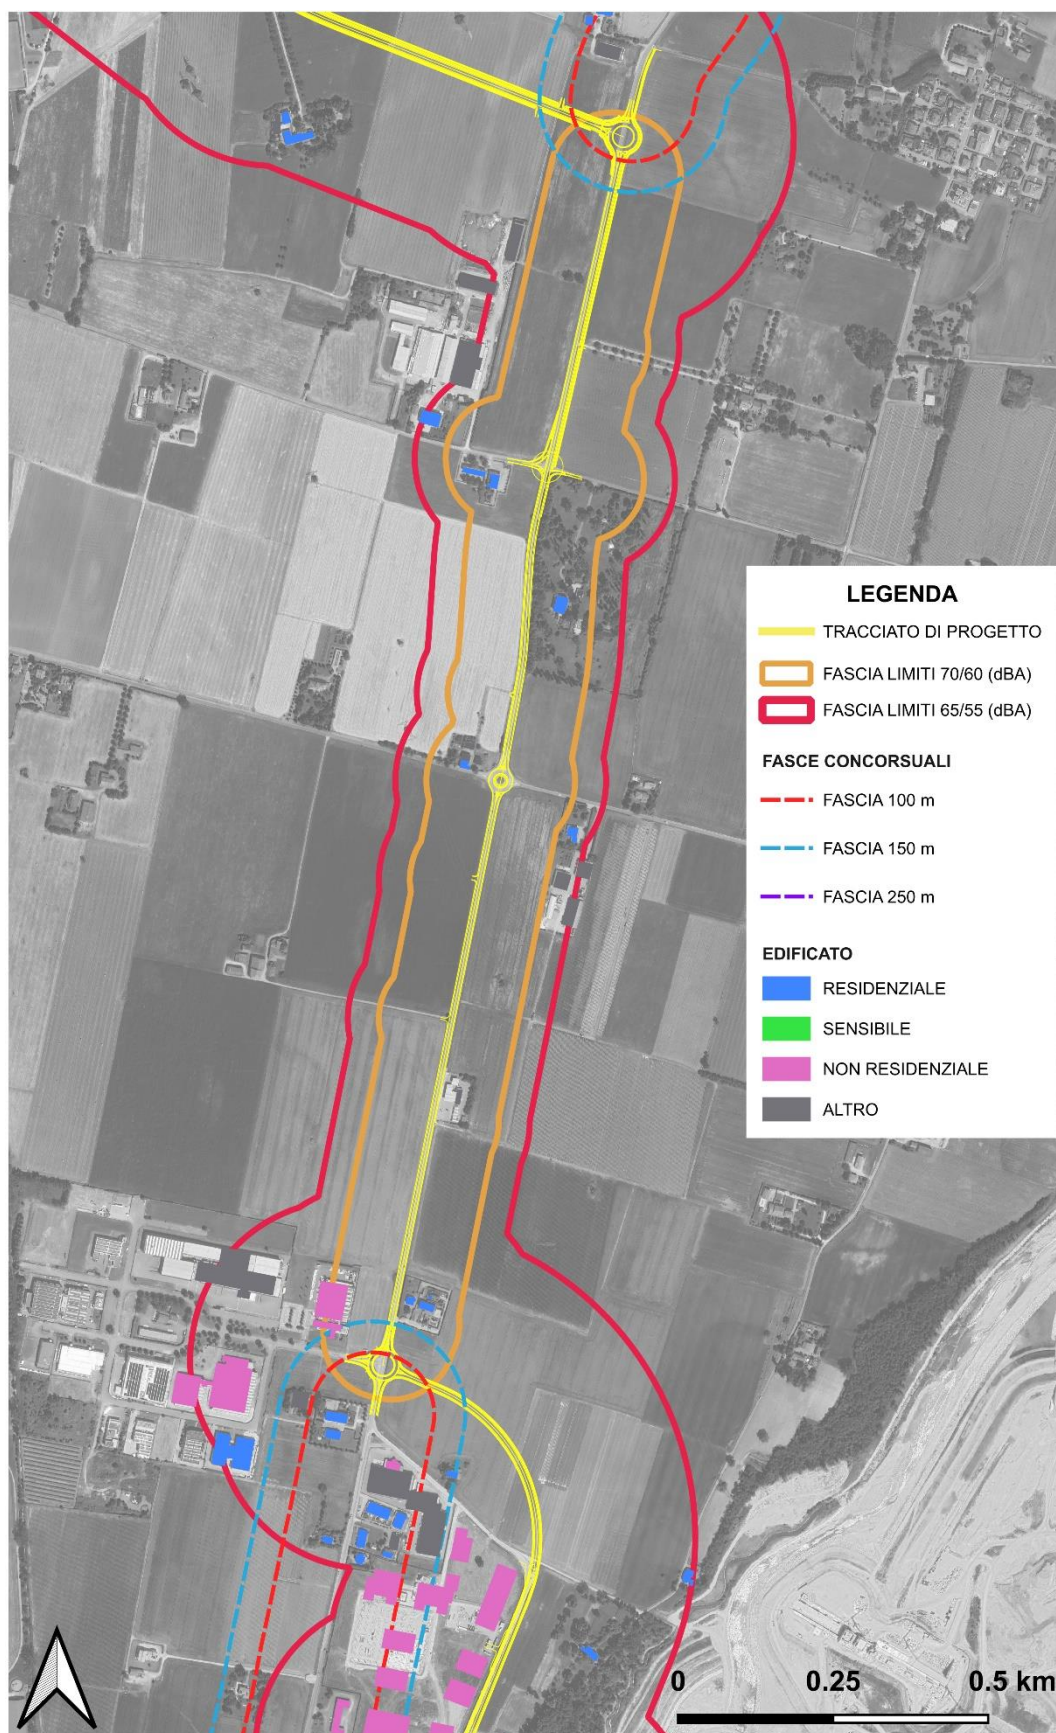 LEGENDA
TRACCIATO DI PROGETTO
FASCIA LIMITI 70/60 (dBA)
FASCIA LIMITI 65/55 (dBA)
FASCE CONCORSUALI
FASCIA 100 m
FASCIA 150 m
FASCIA 250 m
EDIFICATO
RESIDENZIALE
SENSIBILE
NON RESIDENZIALE
ALTRO
0 0.25 0.5 km